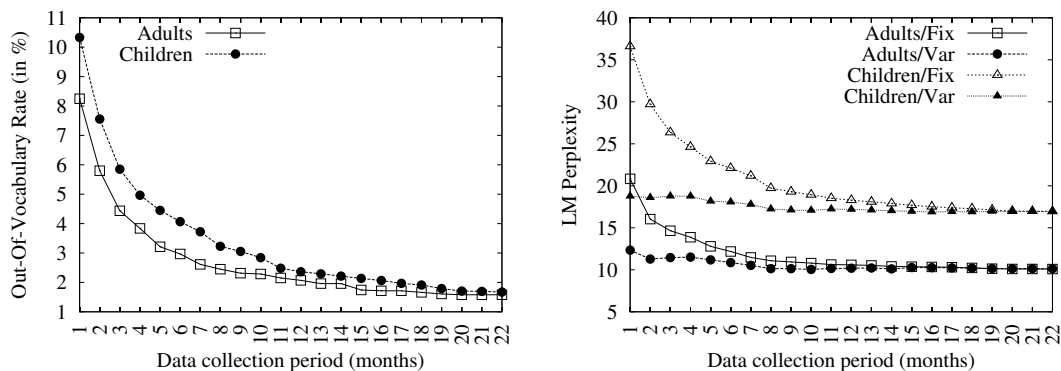 Out-Of-Vocabulary Rate (in %)
11
10
9
8
7
6
5
4
3
2
1
Adults
Children
1 2 3 4 5 6 7 8 9 10 11 12 13 14 15 16 17 18 19 20 21 22
Data collection period (months)
LM Perplexity
40
35
30
25
20
15
10
5
Adults/Fix
Adults/Var
Children/Fix
Children/Var
1 2 3 4 5 6 7 8 9 10 11 12 13 14 15 16 17 18 19 20 21 22
Data collection period (months)